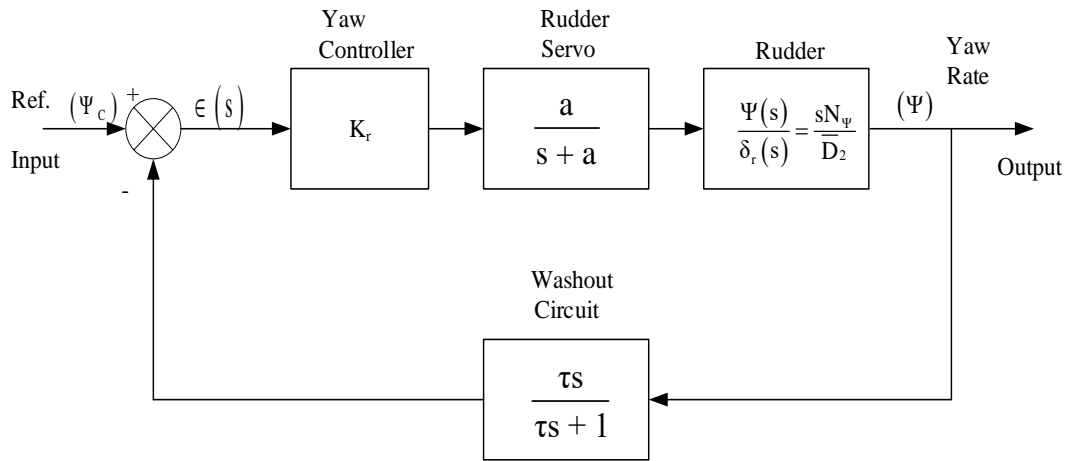 Yaw
Controller
Rudder
Servo
Rudder
Yaw
Rate
Ref.
(Ψ_c)
+
∈(s)
K_r
a
s + a
Ψ(s)
δ_r(s)
=
sN_Ψ
D̅_2
(Ψ)
Input
-
Output
Washout
Circuit
τs
τs + 1